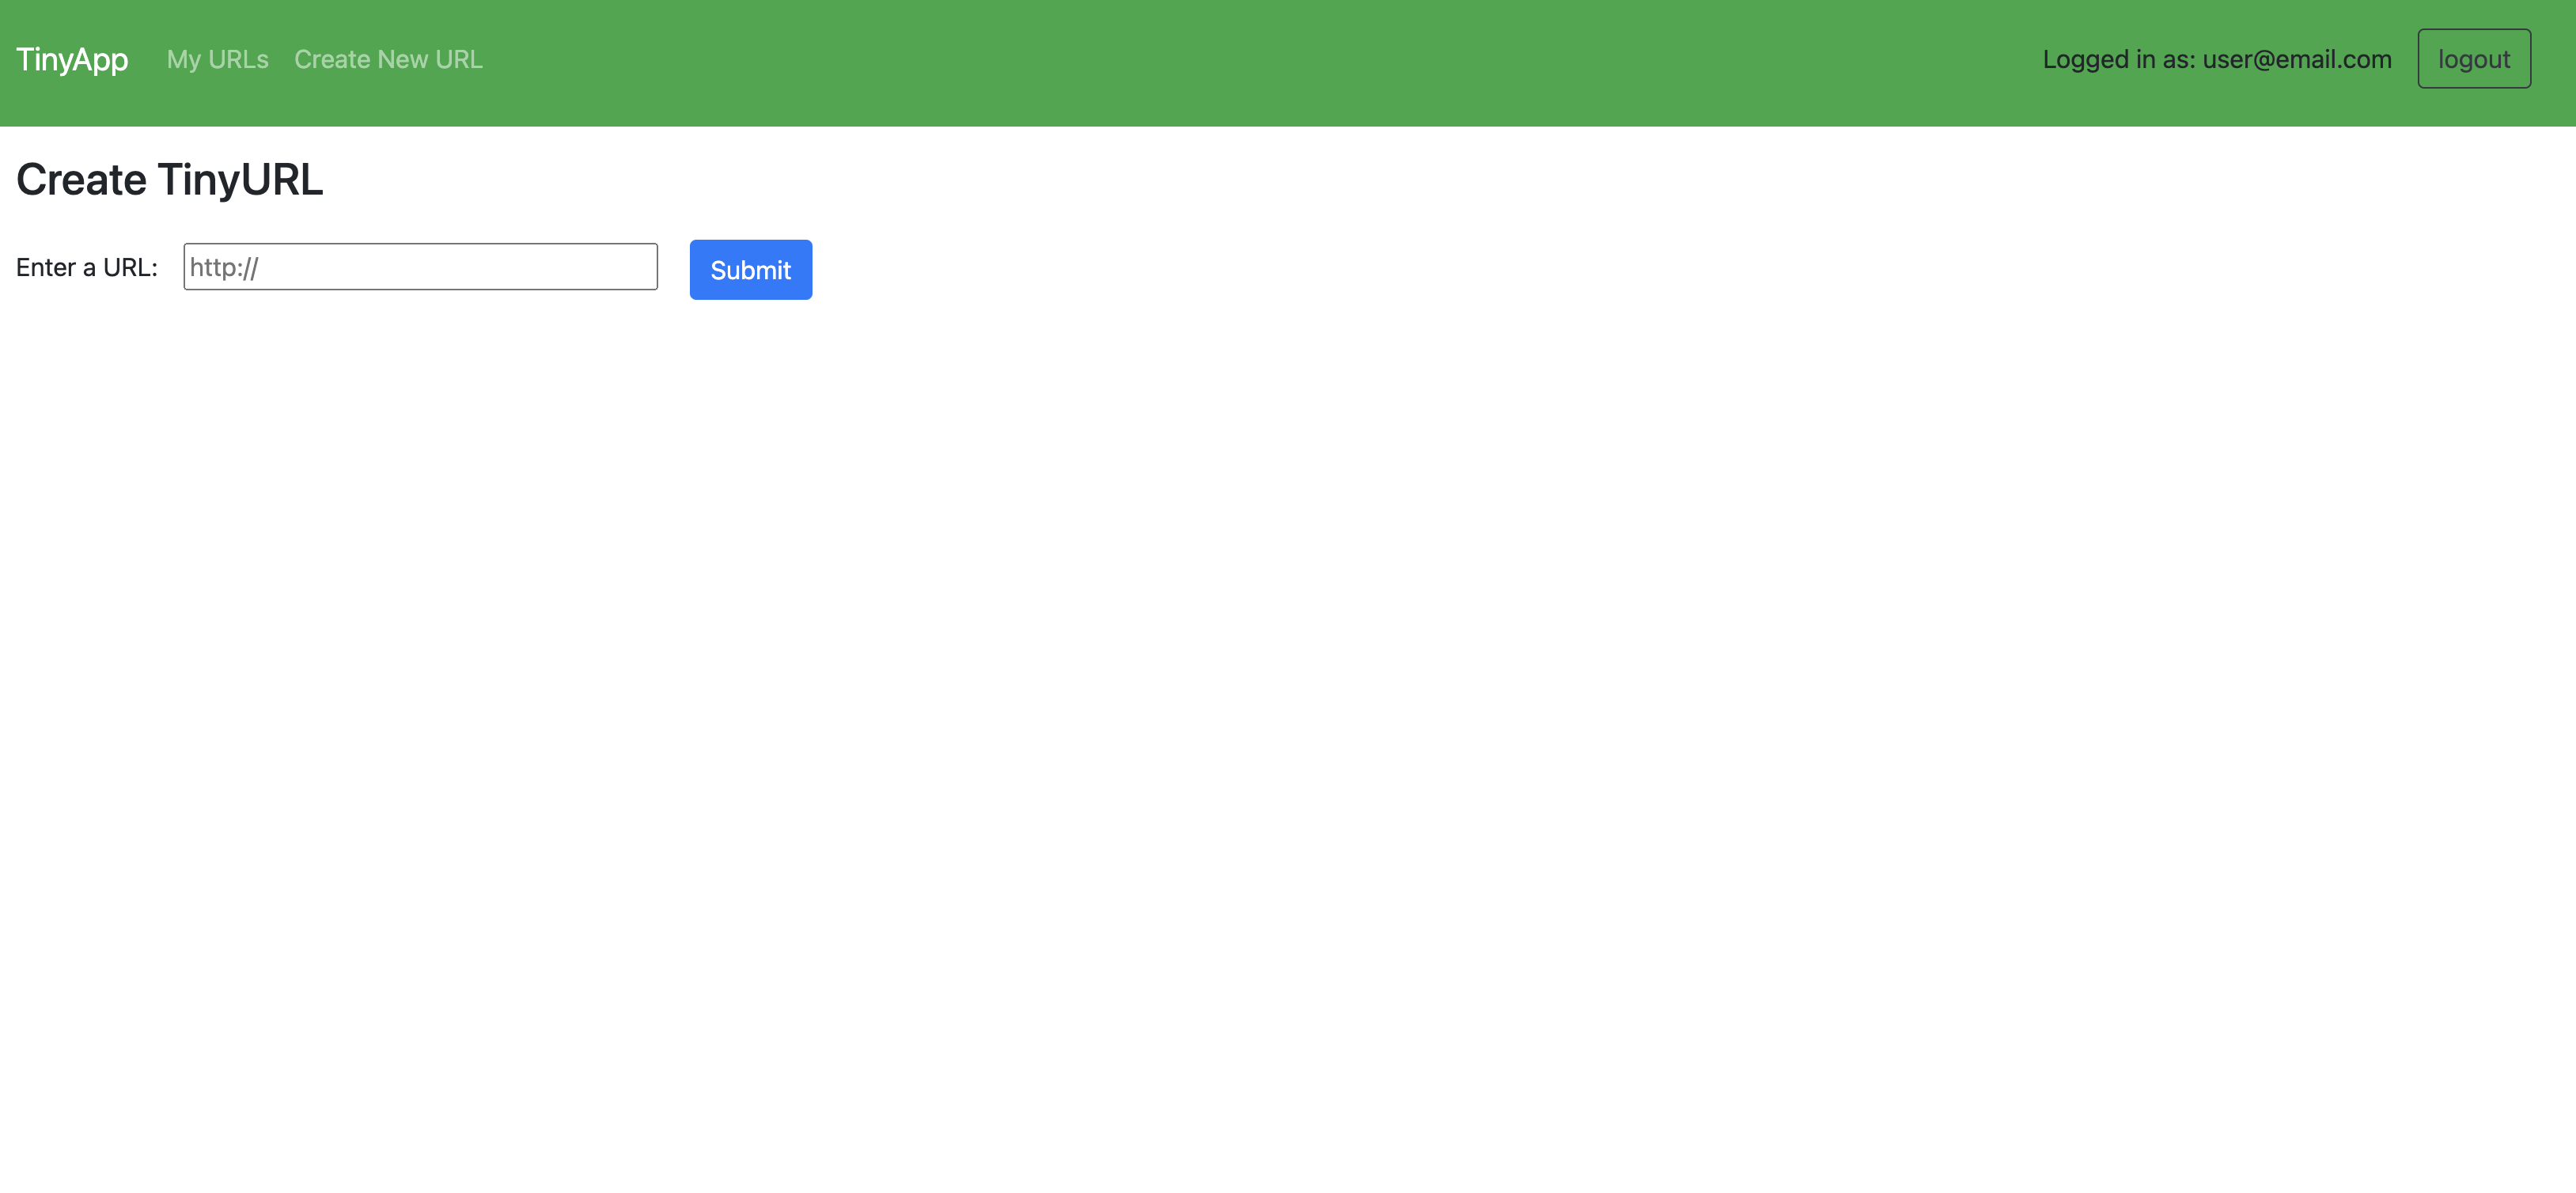 TinyApp My URLs Create New URL Logged in as: user@email.com logout
Create TinyURL
Enter a URL: http:// Submit